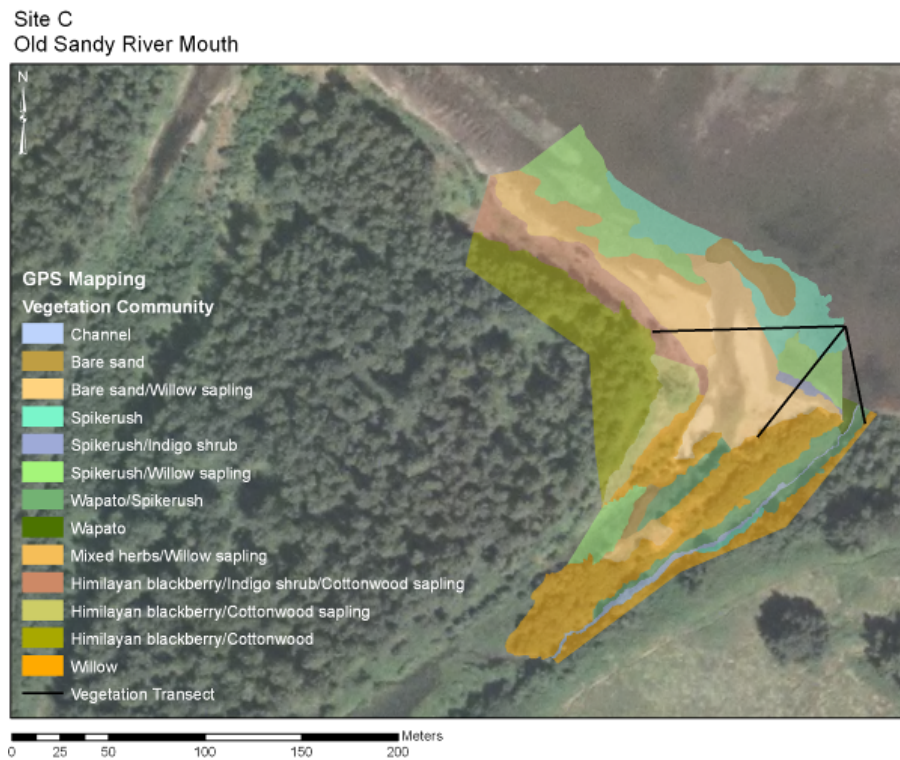 Site C
Old Sandy River Mouth
N
GPS Mapping
Vegetation Community
Channel
Bare sand
Bare sand/Willow sapling
Spikerush
Spikerush/Indigo shrub
Spikerush/Willow sapling
Wapato/Spikerush
Wapato
Mixed herbs/Willow sapling
Himilayan blackberry/Indigo shrub/Cottonwood sapling
Himilayan blackberry/Cottonwood sapling
Himilayan blackberry/Cottonwood
Willow
Vegetation Transect
Meters
0 25 50 100 150 200